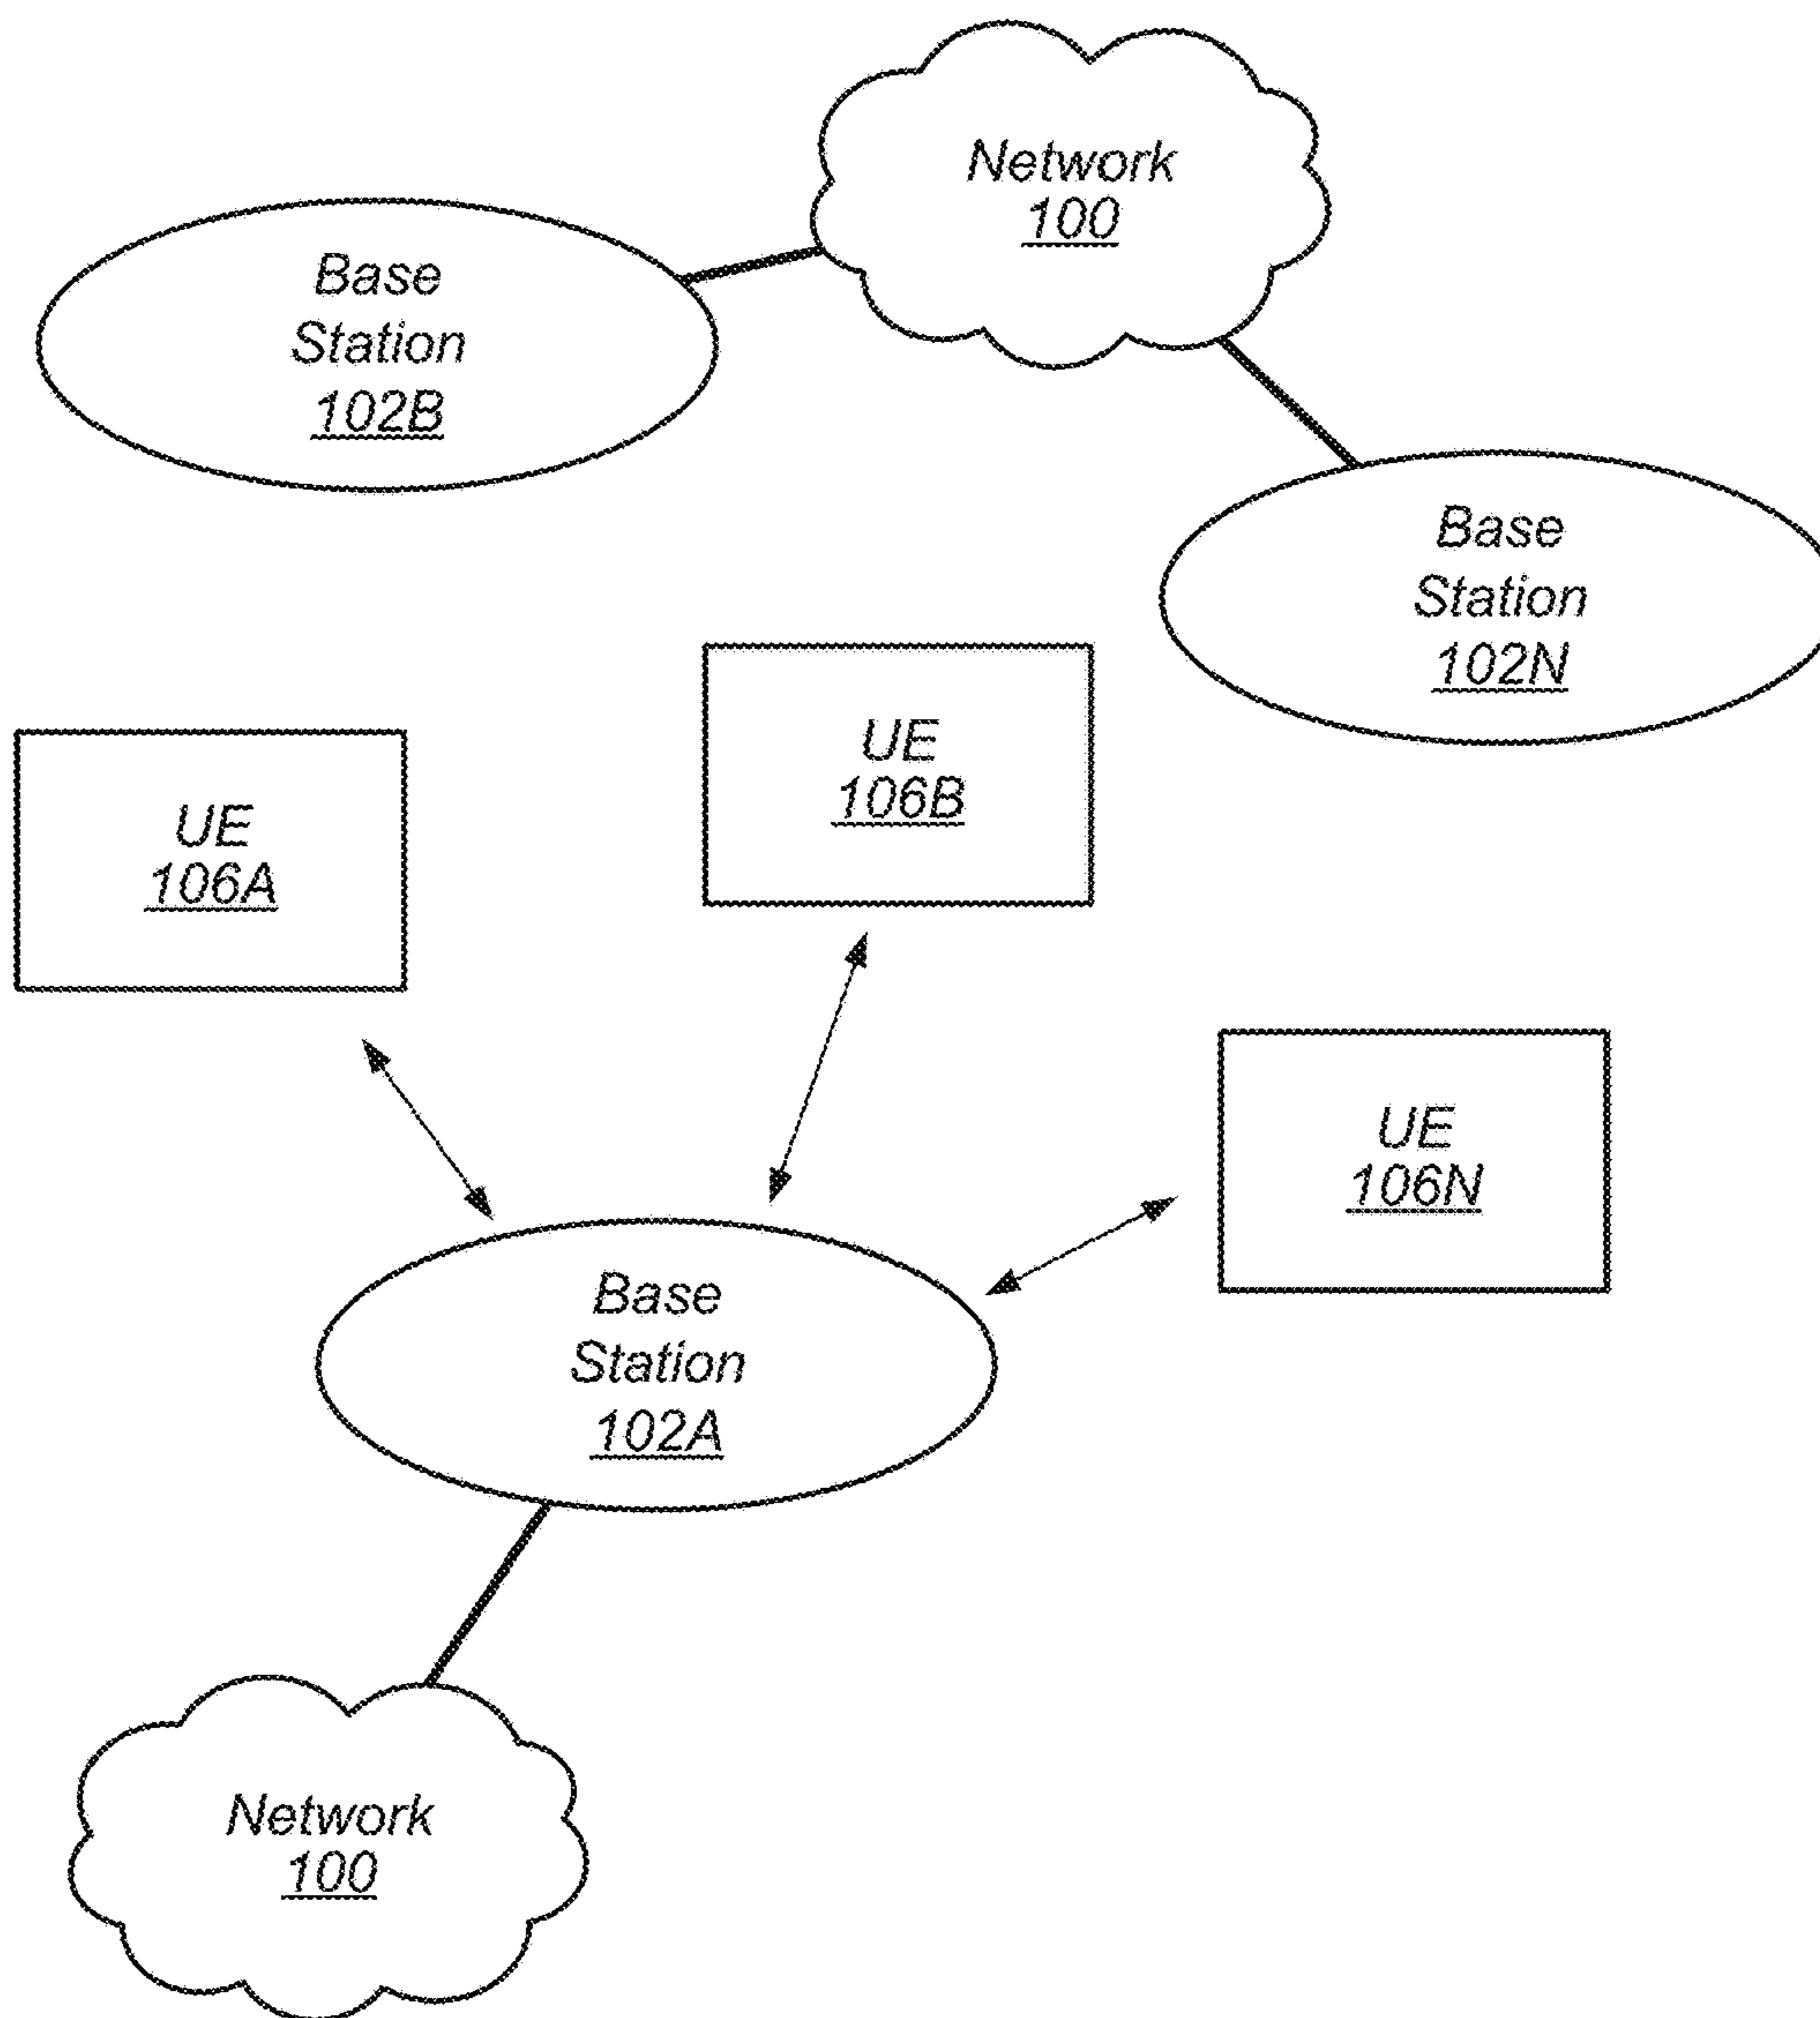 Network
100
Base
Station
102B
Base
Station
102N
UE
106B
UE
106A
UE
106N
Base
Station
102A
Network
100